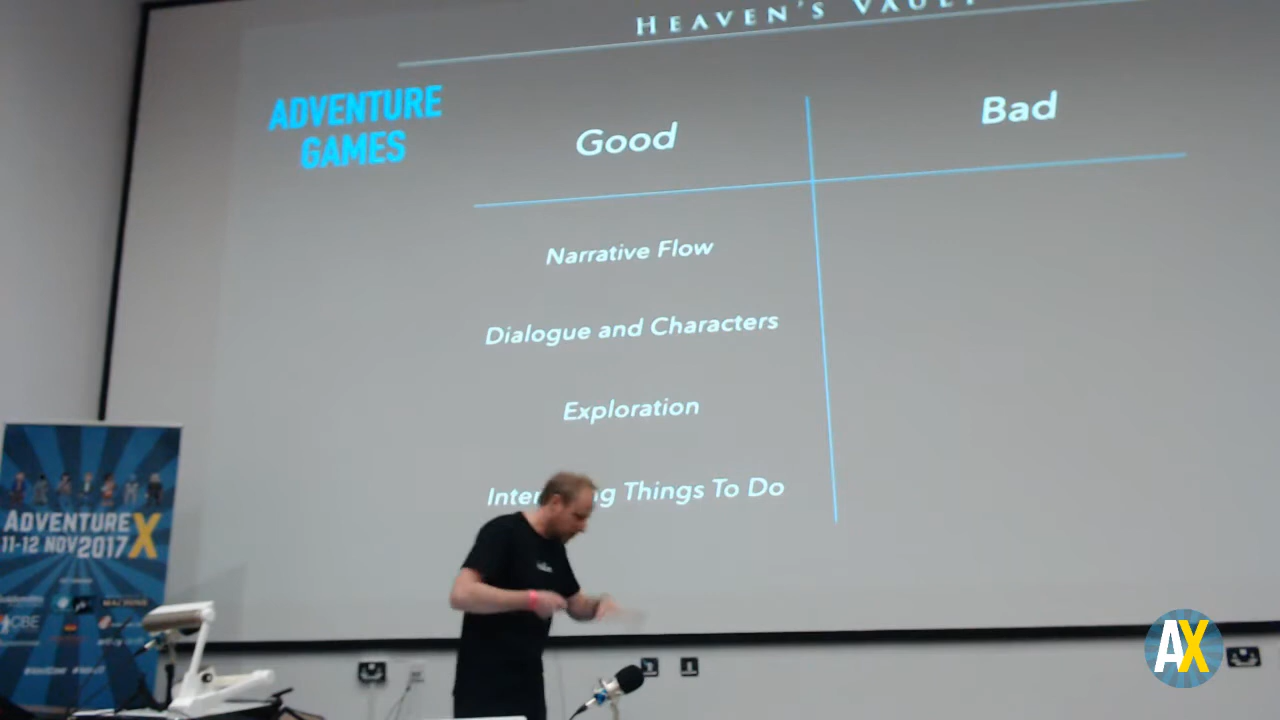 HEAVEN'S VAULT
ADVENTURE
GAMES
Good
Bad
Narrative Flow
Dialogue and Characters
Exploration
Things To Do
ADVENTURE X
11-12 NOV 2017
AX